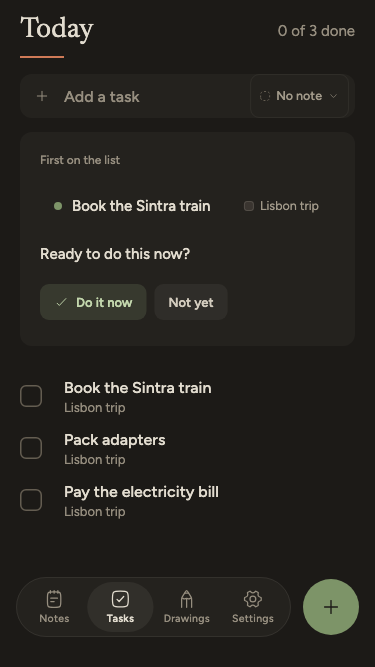 Today
0 of 3 done
Add a task
No note
First on the list
Book the Sintra train
Lisbon trip
Ready to do this now?
Do it now
Not yet
Book the Sintra train
Lisbon trip
Pack adapters
Lisbon trip
Pay the electricity bill
Lisbon trip
Notes
Tasks
Drawings
Settings